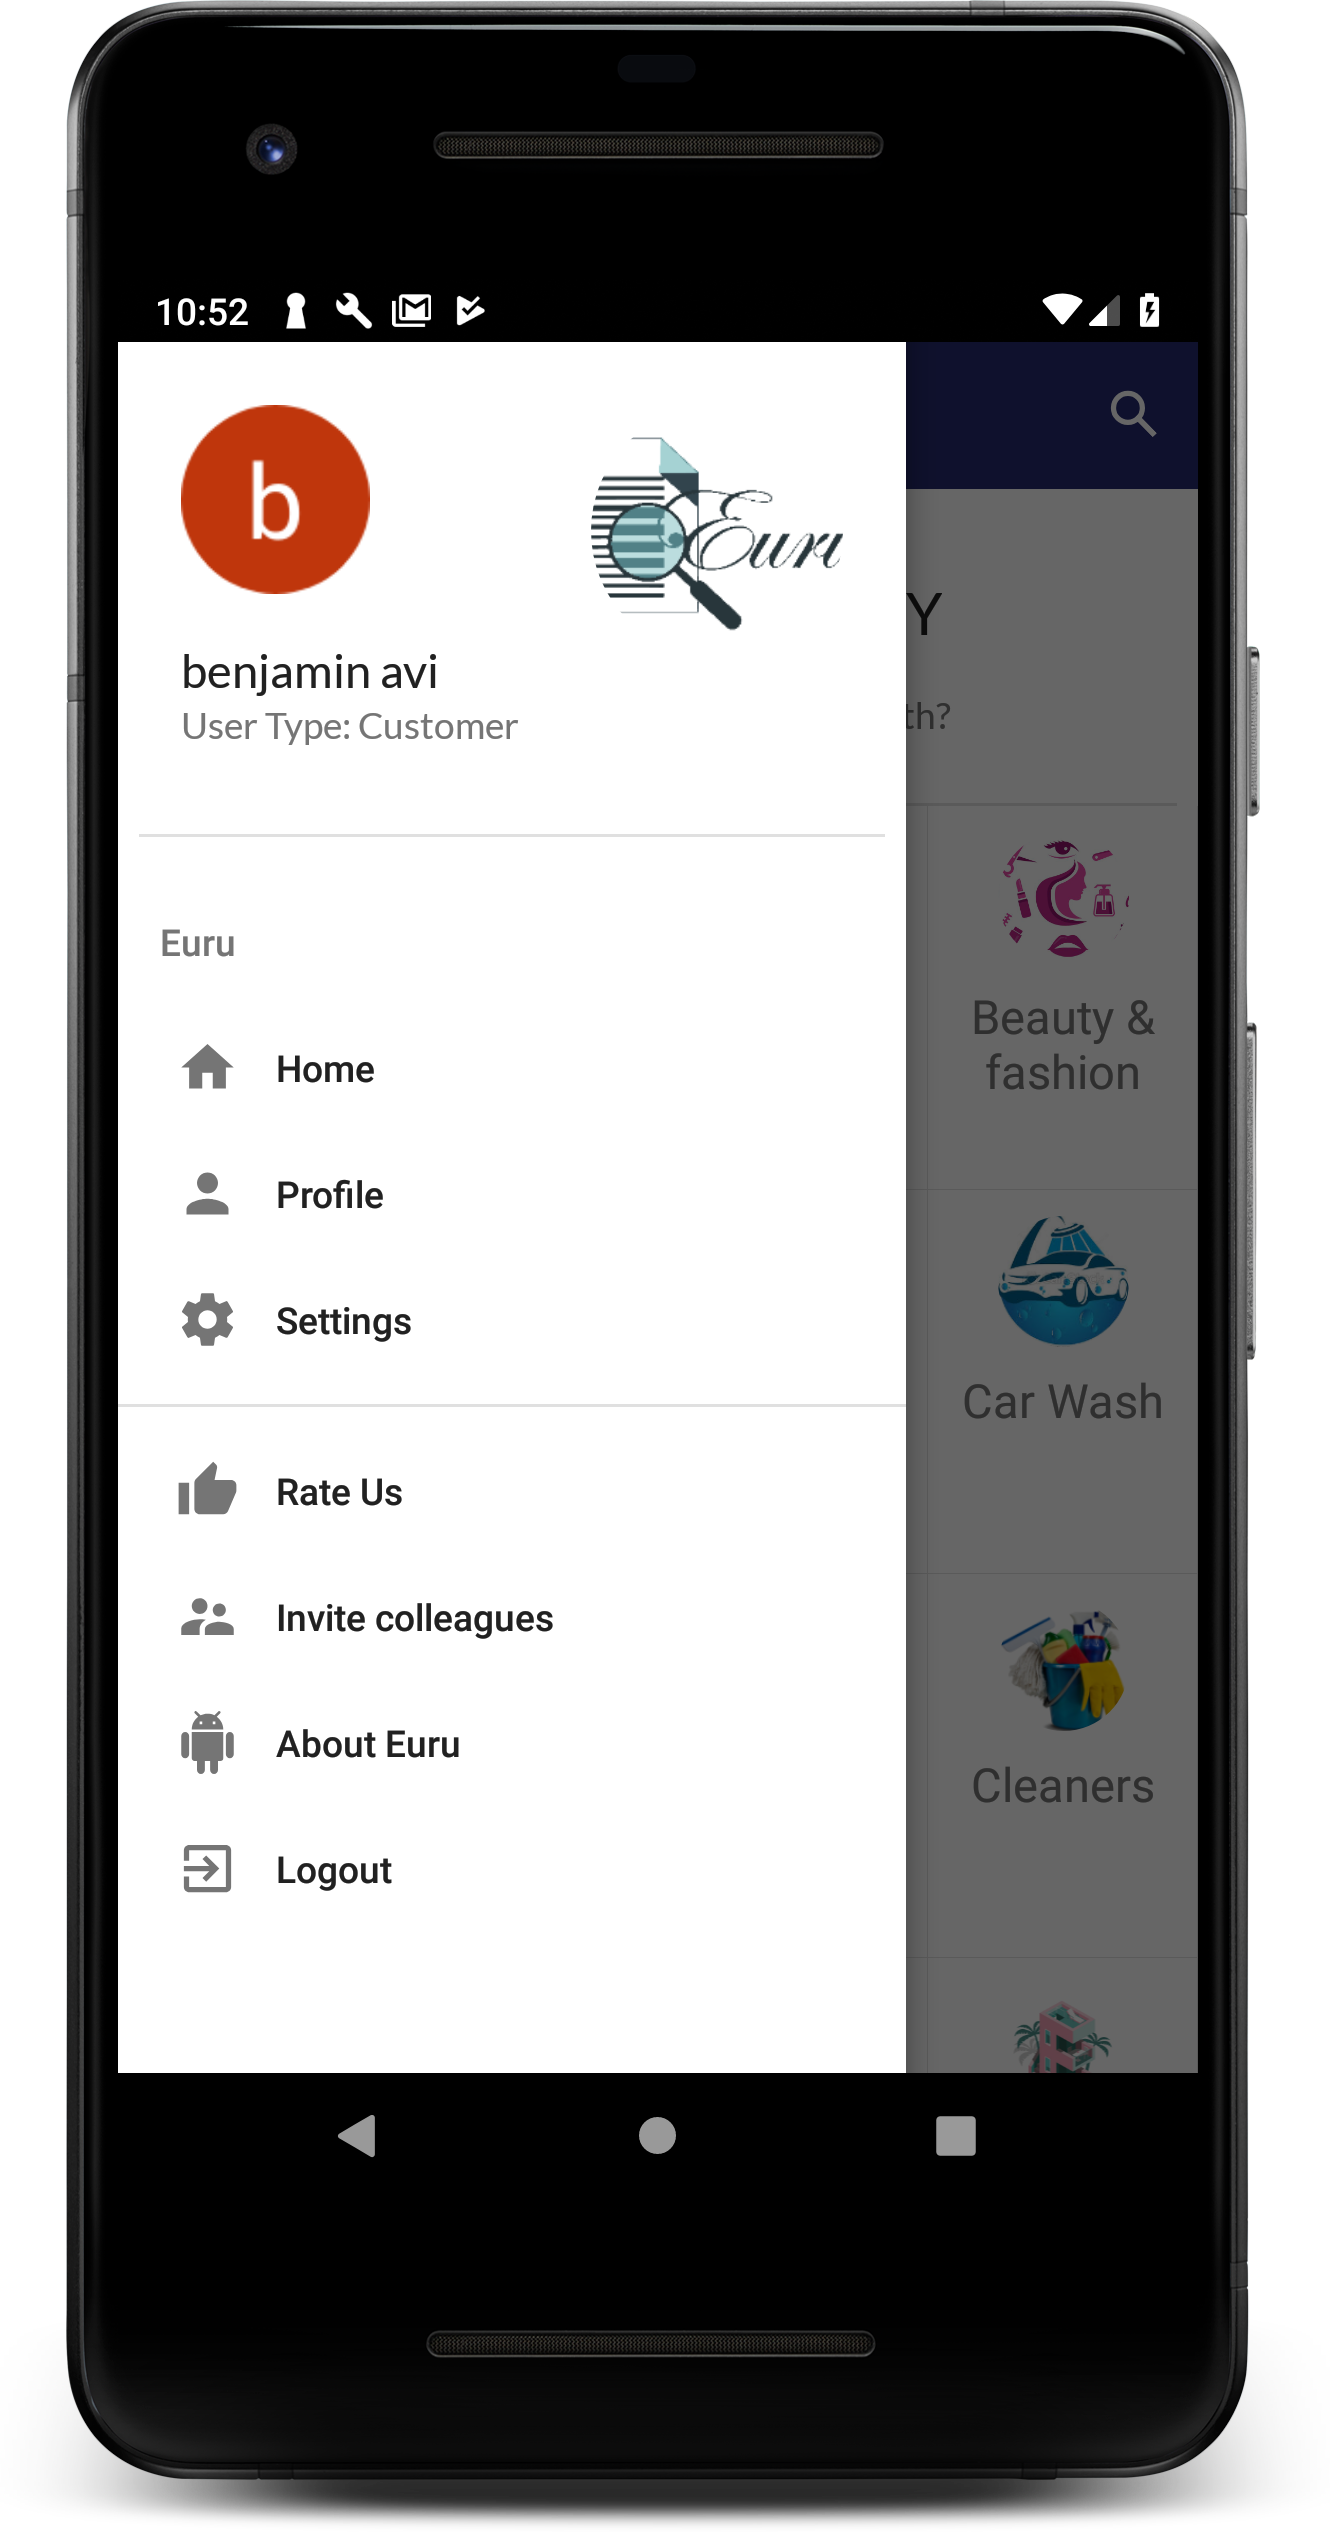 10:52
b
Euru
benjamin avi
User Type: Customer
Euru
Home
Profile
Settings
Rate Us
Invite colleagues
About Euru
Logout
Y
th?
Beauty &
fashion
Car Wash
Cleaners